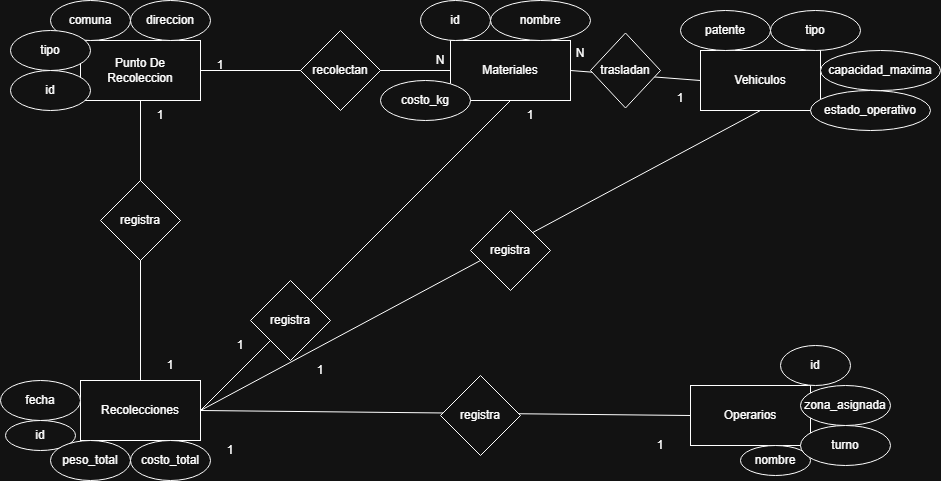 comuna
direccion
id
nombre
patente
tipo
tipo
Punto De
Recoleccion
1
recolectan
N
Materiales
N
trasladan
Vehiculos
capacidad_maxima
id
costo_kg
1
estado_operativo
1
1
registra
registra
registra
1
1
1
id
fecha
Recolecciones
registra
Operarios
zona_asignada
id
1
1
turno
peso_total
costo_total
nombre